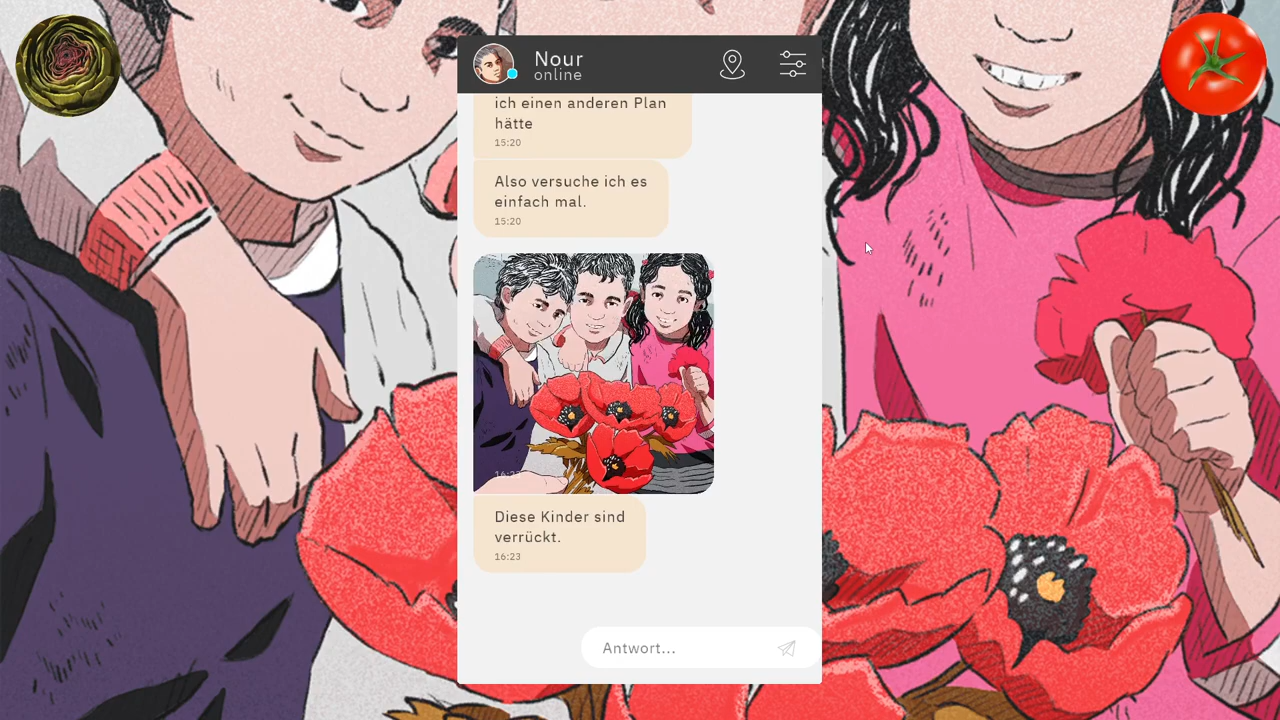 Nour
online
ich einen anderen Plan
hätte
15:20
Also versuche ich es
einfach mal.
15:20
Diese Kinder sind
verrückt.
16:23
Antwort...